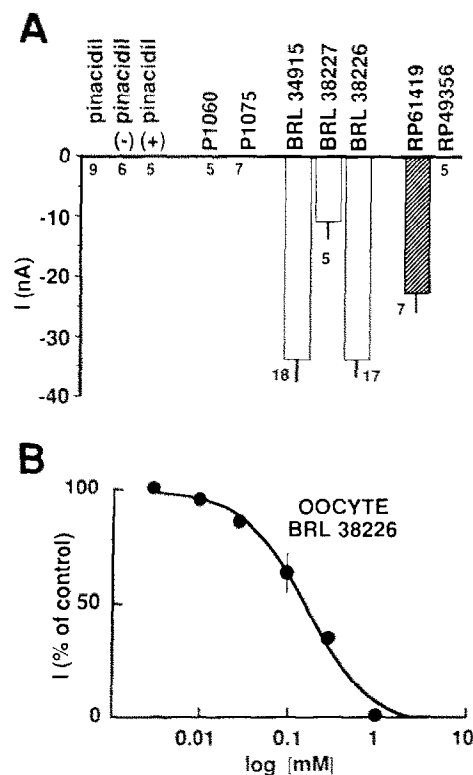 A
pinacidil
pinacidil (-)
pinacidil (+)
P1060
P1075
BRL 34915
BRL 38227
BRL 38226
RP61419
RP49356
0
-10
-20
-30
-40
I (nA)
9
6
5
5
7
18
5
17
7
5
B
100
50
0
I (% of control)
OOCYTE
BRL 38226
0.01
0.1
1
10
log [mM]